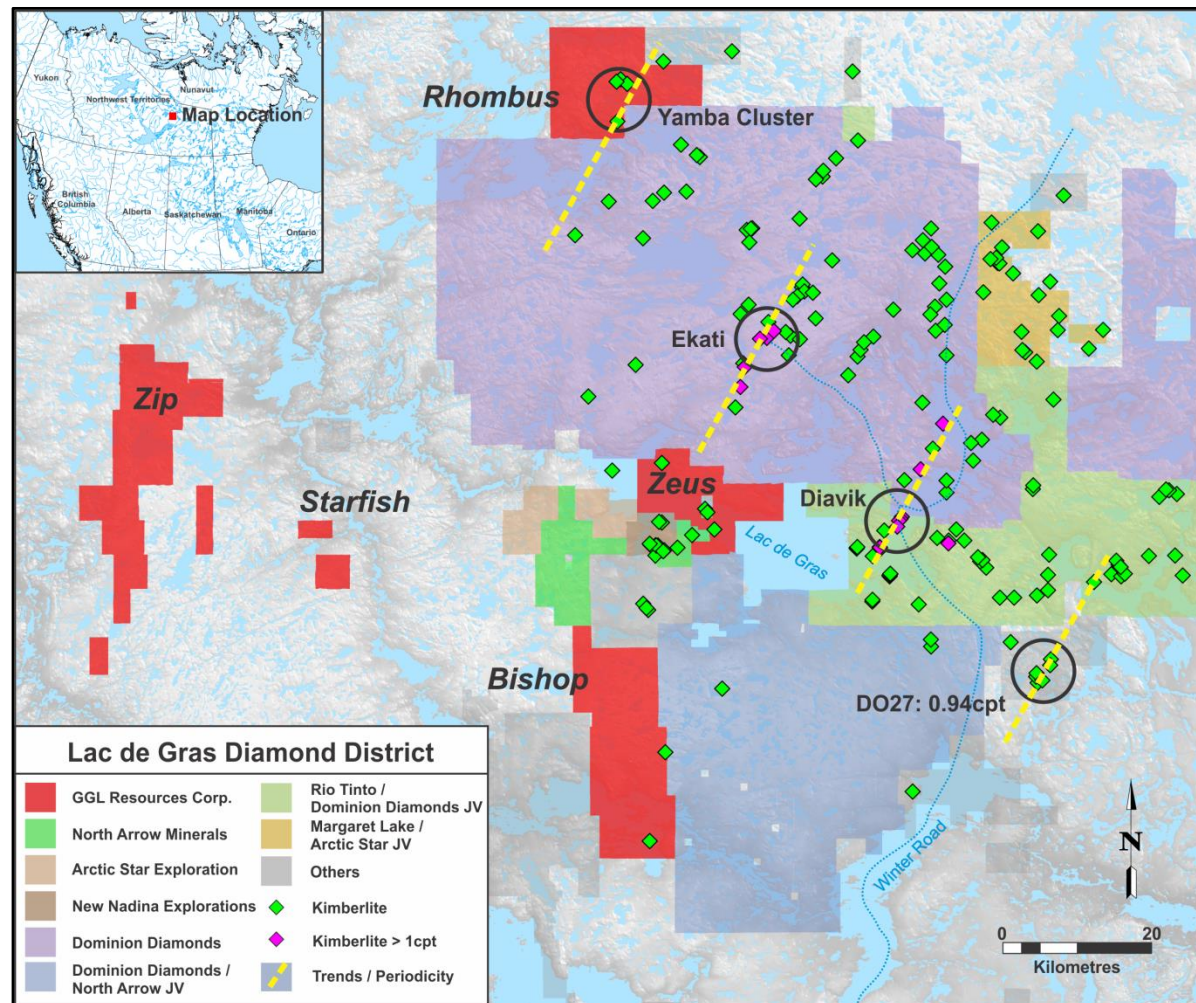 Yukon
Nunavut
Northwest Territories
Map Location
British
Columbia
Alberta
Saskatchewan
Manitoba
Ontario
Rhombus
Yamba Cluster
Ekati
Zip
Starfish
Zeus
Diavik
Lac de Gras
Bishop
DO27: 0.94cpt
Winter Road
N
0 20
Kilometres
Lac de Gras Diamond District
GGL Resources Corp.
North Arrow Minerals
Arctic Star Exploration
New Nadina Explorations
Dominion Diamonds
Dominion Diamonds /
North Arrow JV
Rio Tinto /
Dominion Diamonds JV
Margaret Lake /
Arctic Star JV
Others
Kimberlite
Kimberlite > 1cpt
Trends / Periodicity